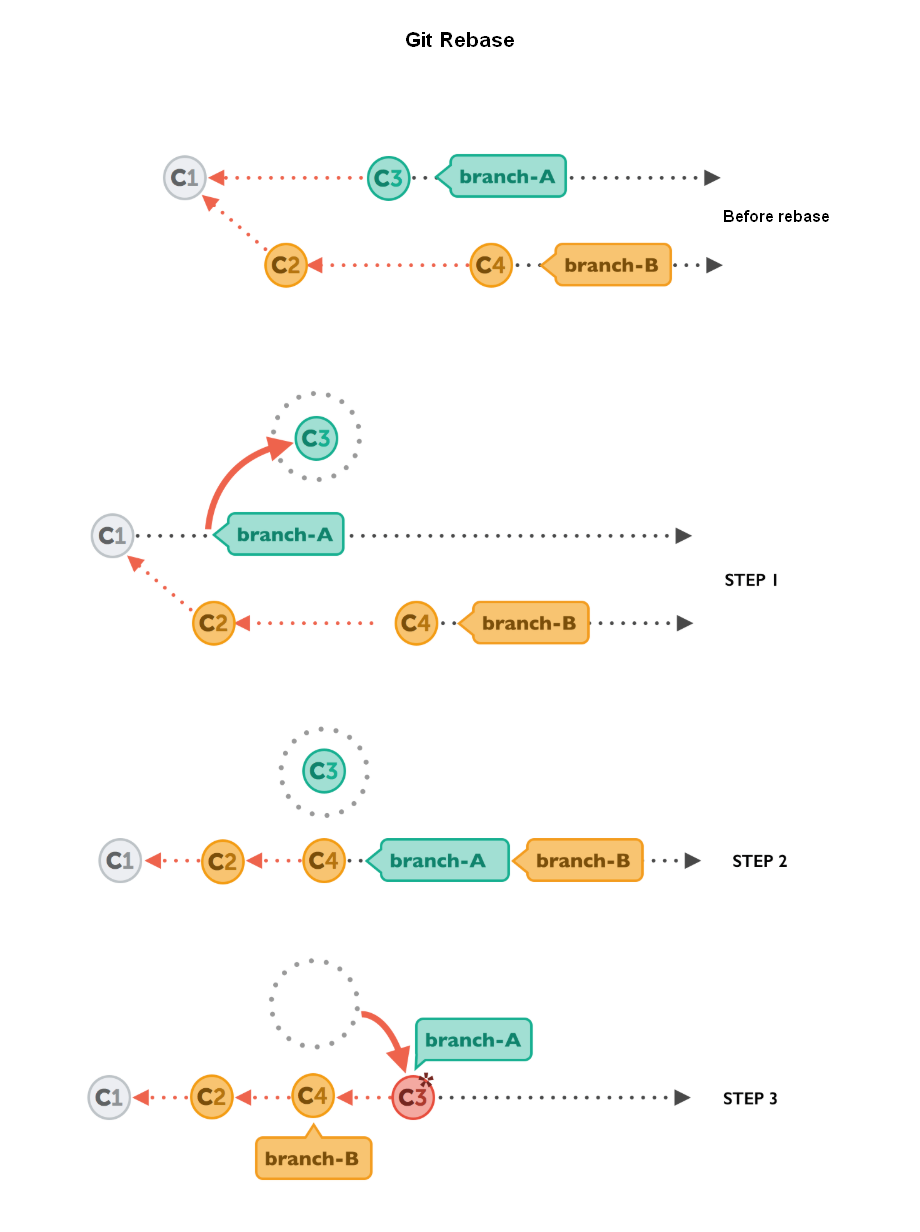 Git Rebase
C1
C3
branch-A
Before rebase
C2
C4
branch-B
C3
C1
branch-A
STEP 1
C2
C4
branch-B
C3
C1
C2
C4
branch-A
branch-B
STEP 2
branch-A
C1
C2
C4
C3*
STEP 3
branch-B